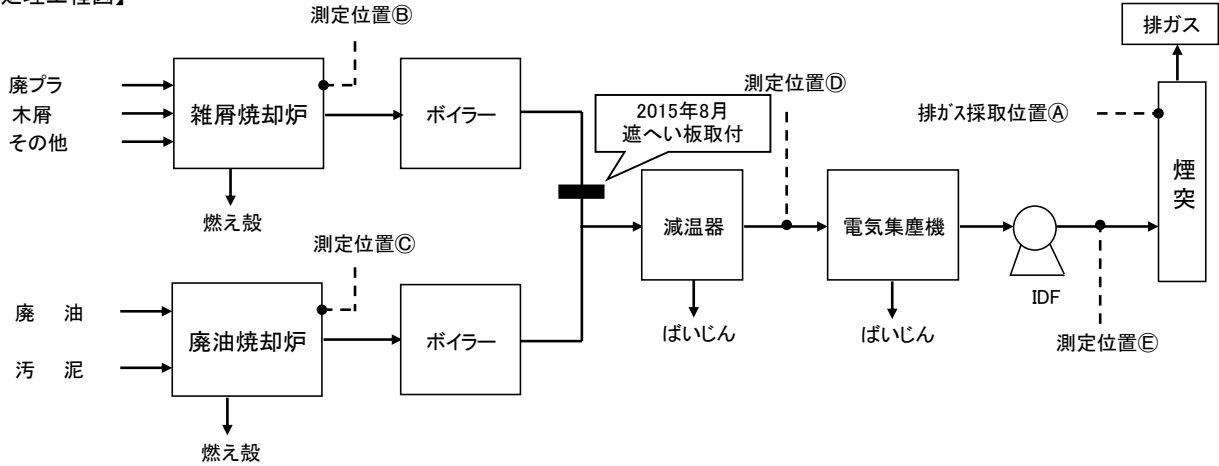 処理工程図】
測定位置Ⓑ
廃プラ
木屑
その他
雑屑焼却炉
ボイラー
燃え殻
2015年8月
遮へい板取付
測定位置Ⓓ
排ガス
排ガス採取位置Ⓐ
煙突
減温器
電気集塵機
IDF
ばいじん
ばいじん
測定位置Ⓔ
測定位置Ⓒ
廃 油
汚 泥
廃油焼却炉
ボイラー
燃え殻